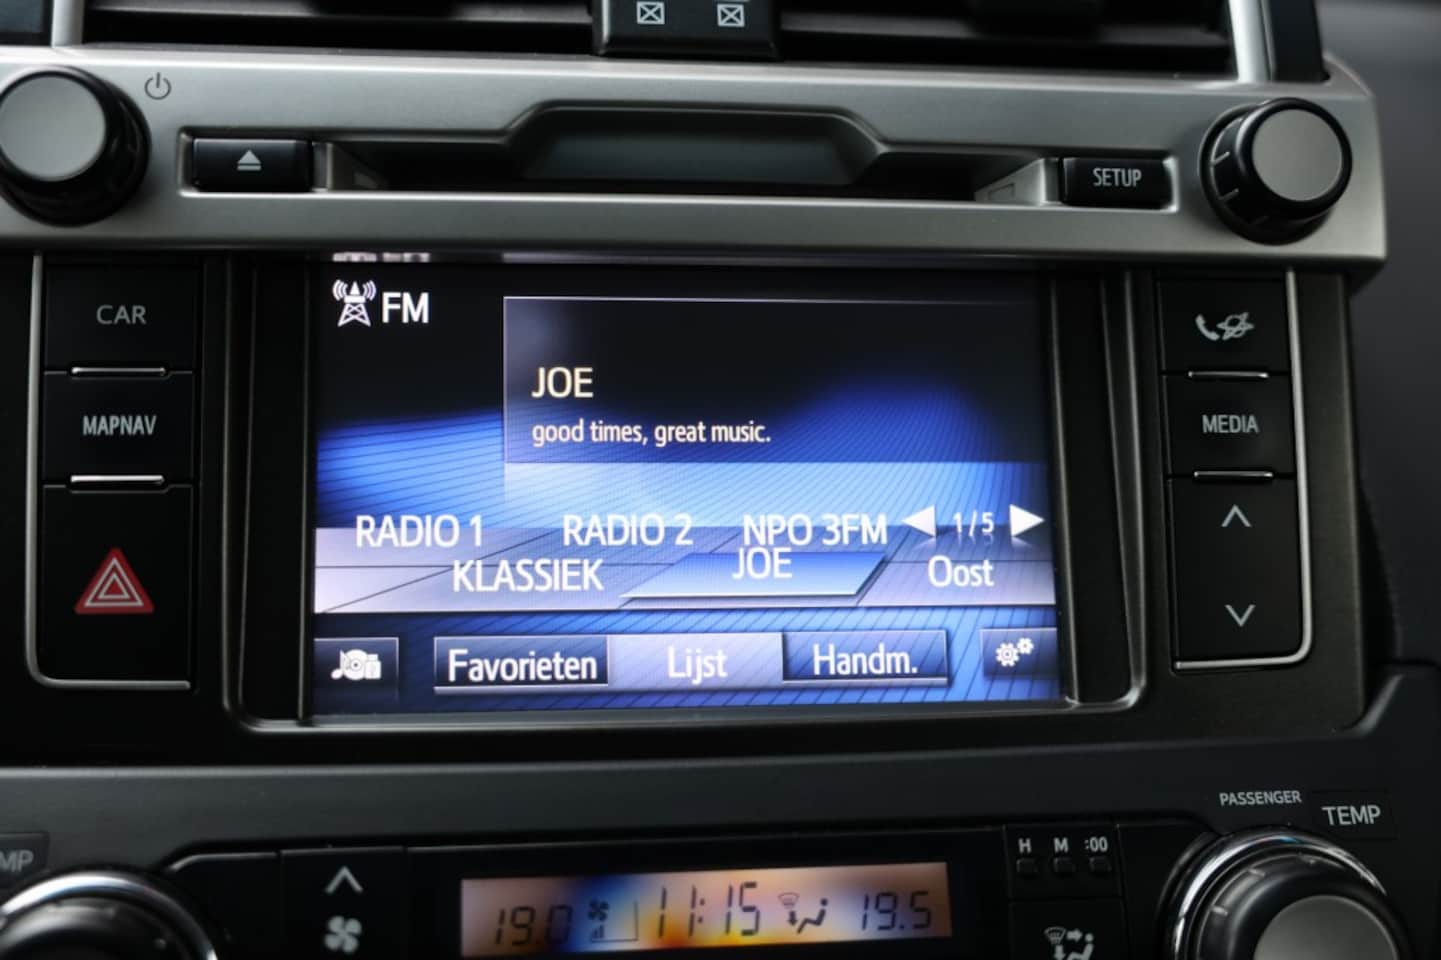 SETUP
CAR
FM
JOE
MAPNAV
good times, great music.
MEDIA
RADIO 1 RADIO 2 NPO 3FM 1/5
KLASSIEK JOE Oost
Favorieten Lijst Handm.
PASSENGER
TEMP
MP
H M :00
19.0 11:15 19.5